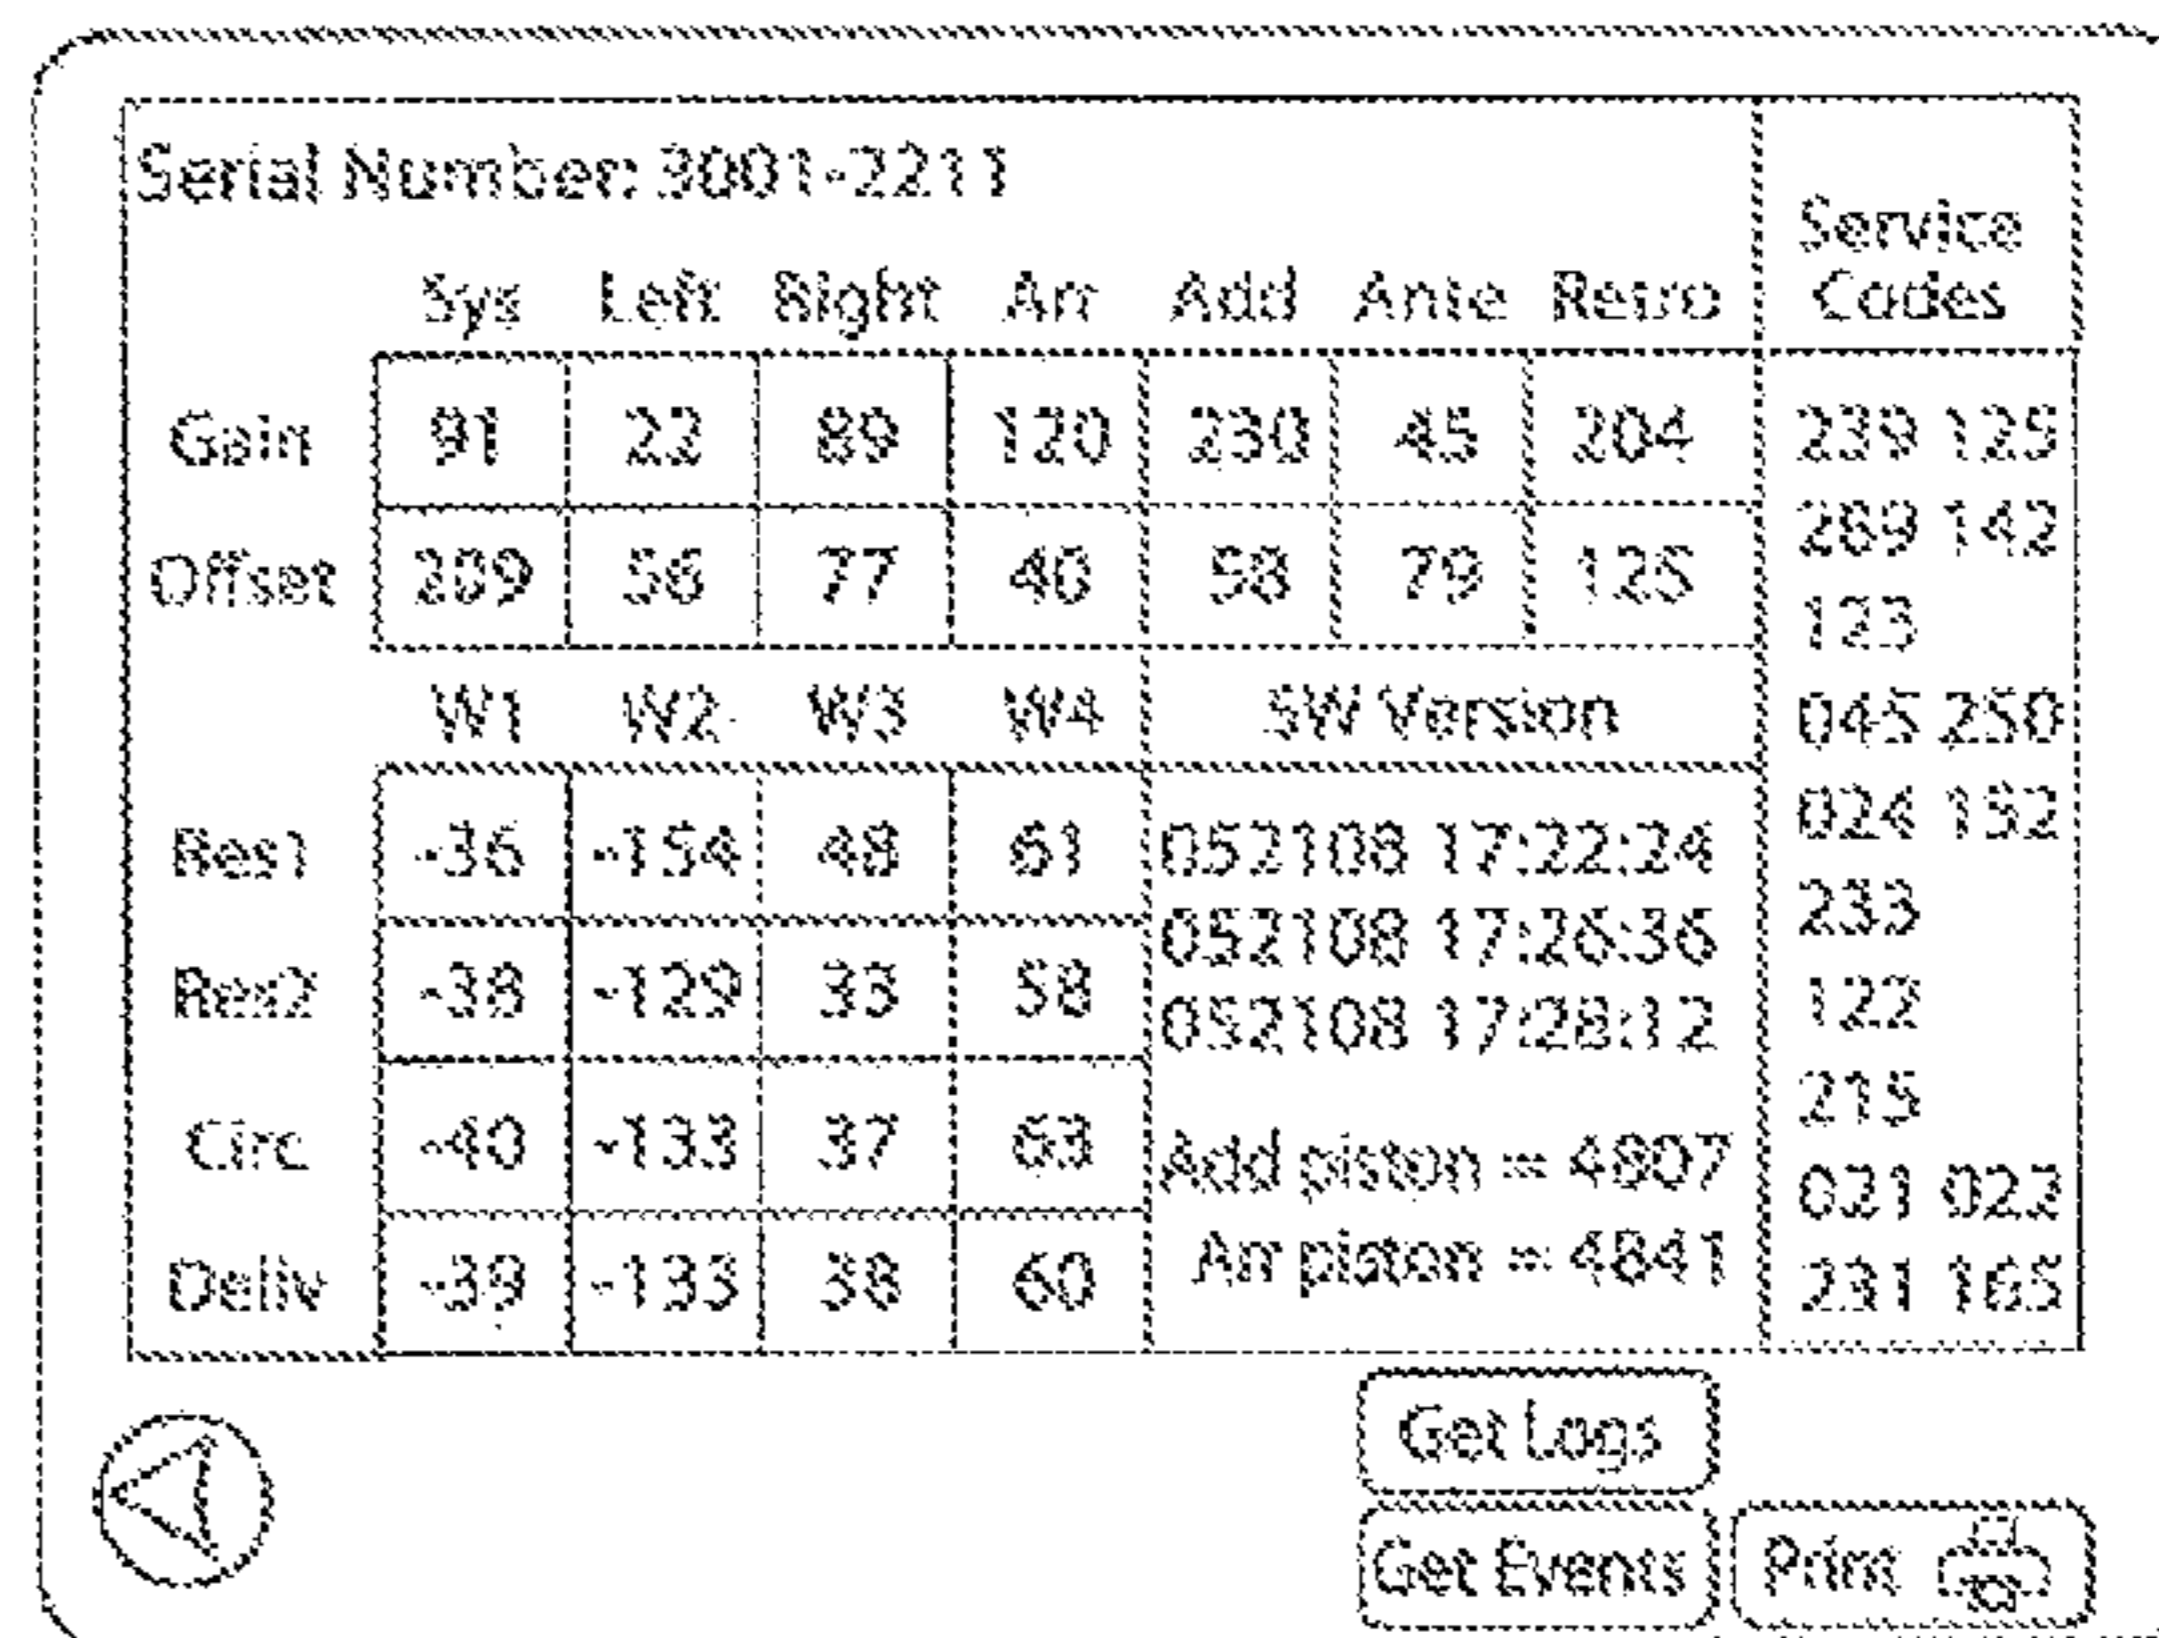 Serial Number: 3001-2211
Service
Codes
Sys Left Right Arr Add Ante Retro
Gain 91 22 89 120 230 45 204 239 125
289 142
Offset 209 56 77 40 98 79 125
123
W1 W2 W3 W4 SW Version 045 250
024 152
Res1 -36 -154 48 61 052108 17:22:24
233
052108 17:26:36
Res2 -38 -129 33 58 052108 17:28:12 122
215
Circ -40 -133 37 63 Add piston = 4807
021 022
Deliv -39 -133 38 60 Arr piston = 4841 231 165
Get Logs
Get Events Print